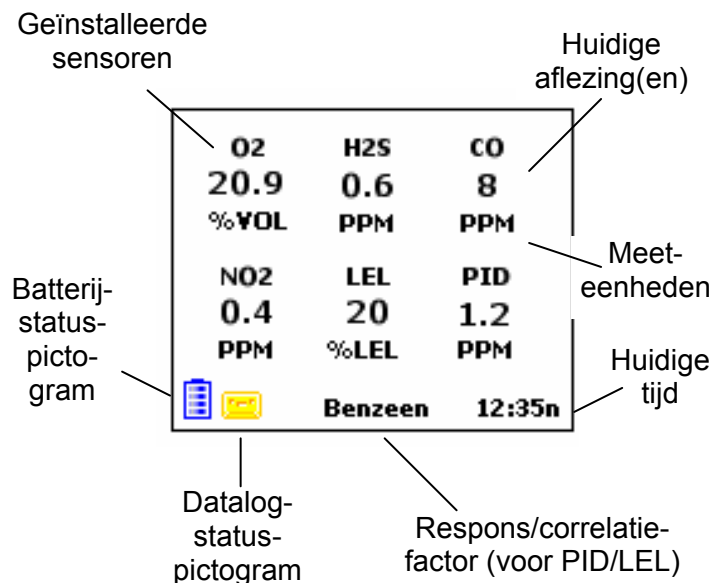 Geïnstalleerde
sensoren
Huidige
aflezing(en)
O2 H2S CO
20.9 0.6 8
%VOL PPM PPM
Meet-
eenheden
NO2 LEL PID
0.4 20 1.2
PPM %LEL PPM
Batterij-
status-
picto-
gram
Huidige
tijd
Benzeen 12:35n
Datalog-
status-
pictogram
Respons/correlatie-
factor (voor PID/LEL)